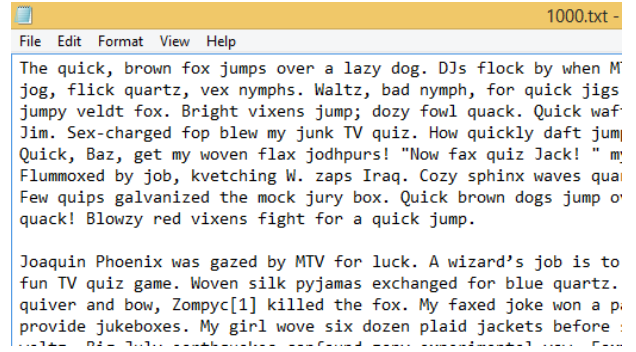 1000.txt -
File Edit Format View Help
The quick, brown fox jumps over a lazy dog. DJs flock by when
jog, flick quartz, vex nymphs. Waltz, bad nymph, for quick jigs
jumpy veldt fox. Bright vixens jump; dozy fowl quack. Quick
Jim. Sex-charged fop blew my junk TV quiz. How quickly daft
Quick, Baz, get my woven flax jodhpurs! "Now fax quiz Jack! "
Flummoxed by job, kvetching W. zaps Iraq. Cozy sphinx waves
Few quips galvanized the mock jury box. Quick brown dogs jump
quack! Blowzy red vixens fight for a quick jump.
Joaquin Phoenix was gazed by MTV for luck. A wizard’s job is to
fun TV quiz game. Woven silk pyjamas exchanged for blue quartz.
quiver and bow, Zompyc[1] killed the fox. My faxed joke won a
provide jukeboxes. My girl wove six dozen plaid jackets before